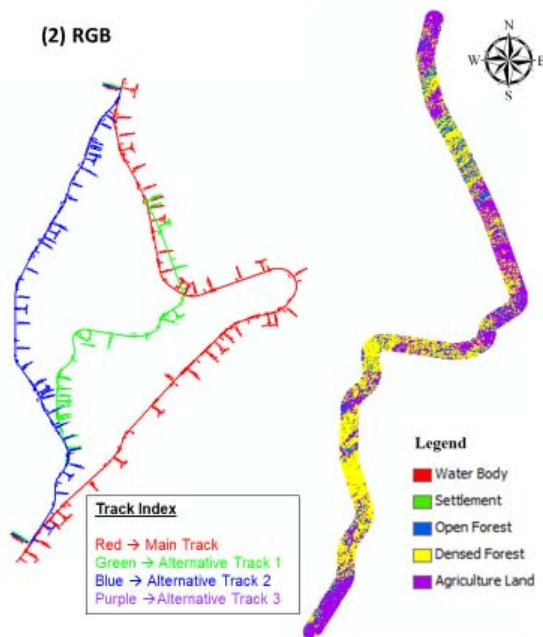 (2) RGB
N
W E
S
Track Index
Red → Main Track
Green → Alternative Track 1
Blue → Alternative Track 2
Purple → Alternative Track 3
Legend
Water Body
Settlement
Open Forest
Densed Forest
Agriculture Land